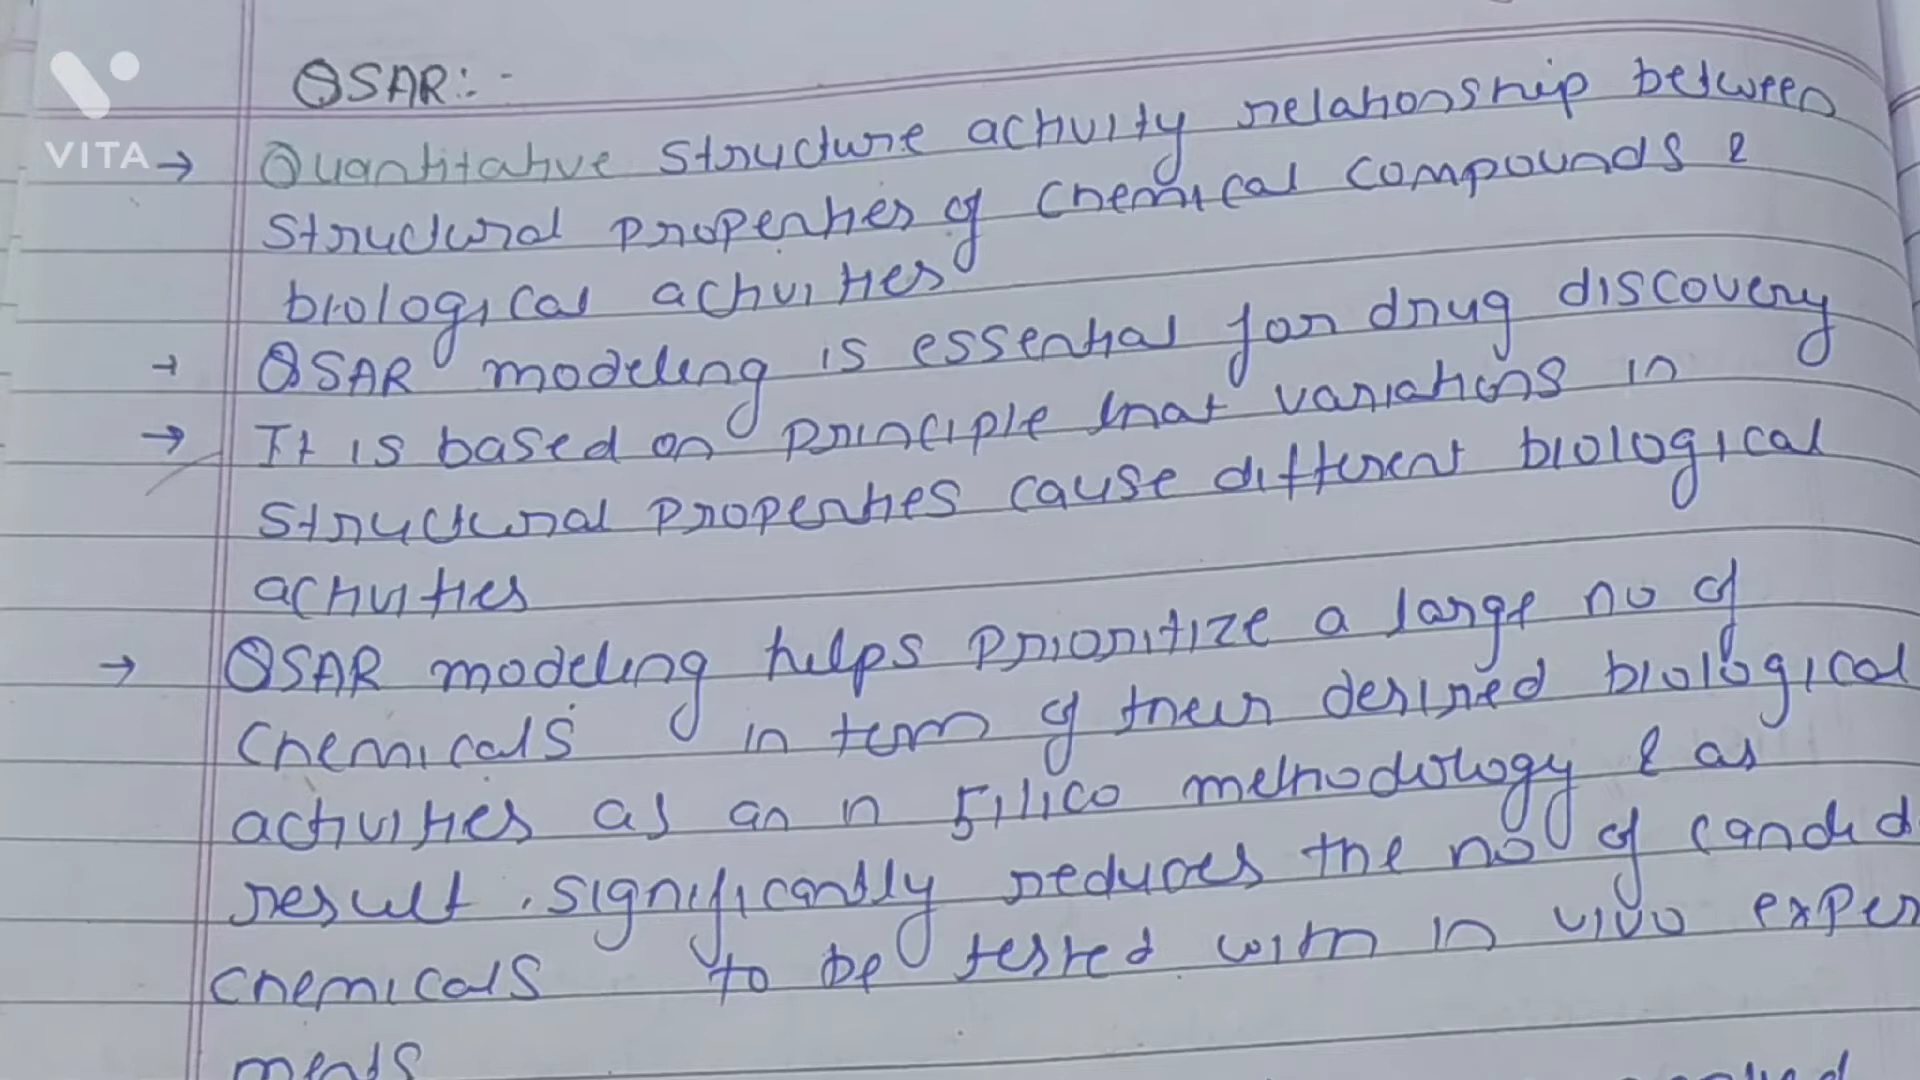 QSAR:-
VITA
→ Quantitative structure activity relationship between
structural properties of chemical compounds &
biological activities
→ QSAR modeling is essential for drug discovery
→ It is based on principle that variations in
structural properties cause different biological
activities
→ QSAR modeling helps prioritize a large no of
chemicals in term of their desired biological
activities as an n silico methodology & as
result, significantly reduces the no of candid
chemicals to be tested with in vivo exper
ments